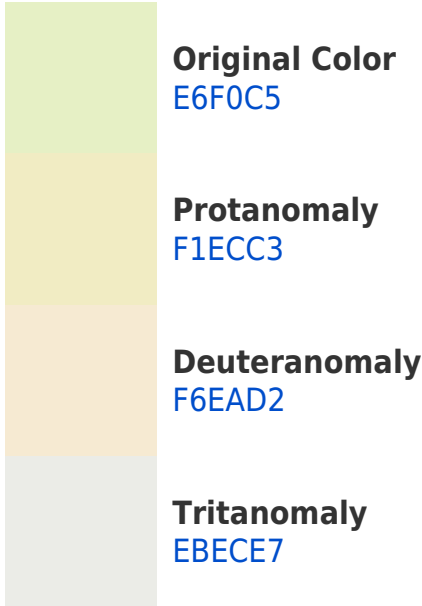 Original Color
E6F0C5
Protanomaly
F1ECC3
Deuteranomaly
F6EAD2
Tritanomaly
EBECE7